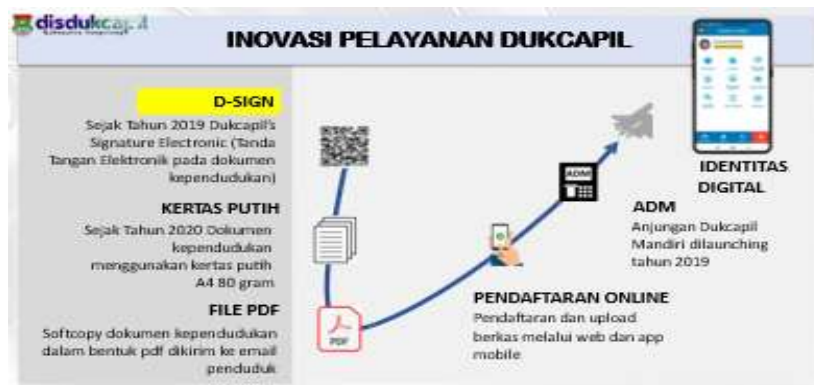 disdukcapil
INOVASI PELAYANAN DUKCAPIL
D-SIGN
Sejak Tahun 2019 Dukcapil's
Signature Electronic (Tanda
Tangan Elektronik pada dokumen
kependudukan)
KERTAS PUTIH
Sejak Tahun 2020 Dokumen
kependudukan
menggunakan kertas putih
A4 80 gram
FILE PDF
Softcopy dokumen kependudukan
dalam bentuk pdf dikirim ke email
penduduk
PDF
PENDAFTARAN ONLINE
Pendaftaran dan upload
berkas melalui web dan app
mobile
ADM
ADM
Anjungan Dukcapil
Mandiri dilaunching
tahun 2019
IDENTITAS
DIGITAL